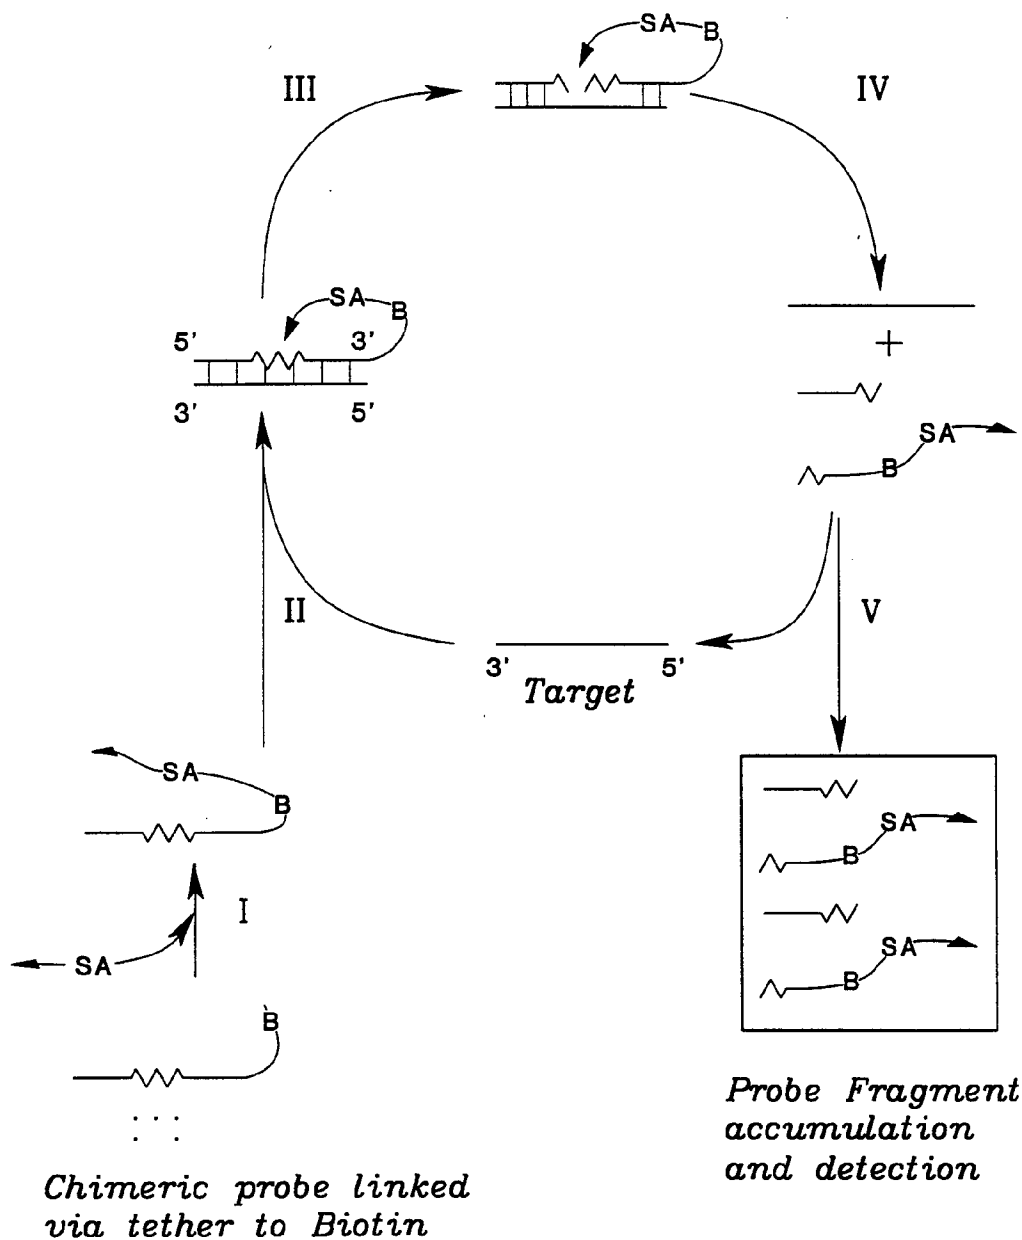 SA B
III
IV
SA B
5' 3'
3' 5'
+
SA
B
II
V
3' 5'
Target
SA
B
I
SA
B
SA
B
SA
B
Chimeric probe linked
via tether to Biotin
Probe Fragment
accumulation
and detection